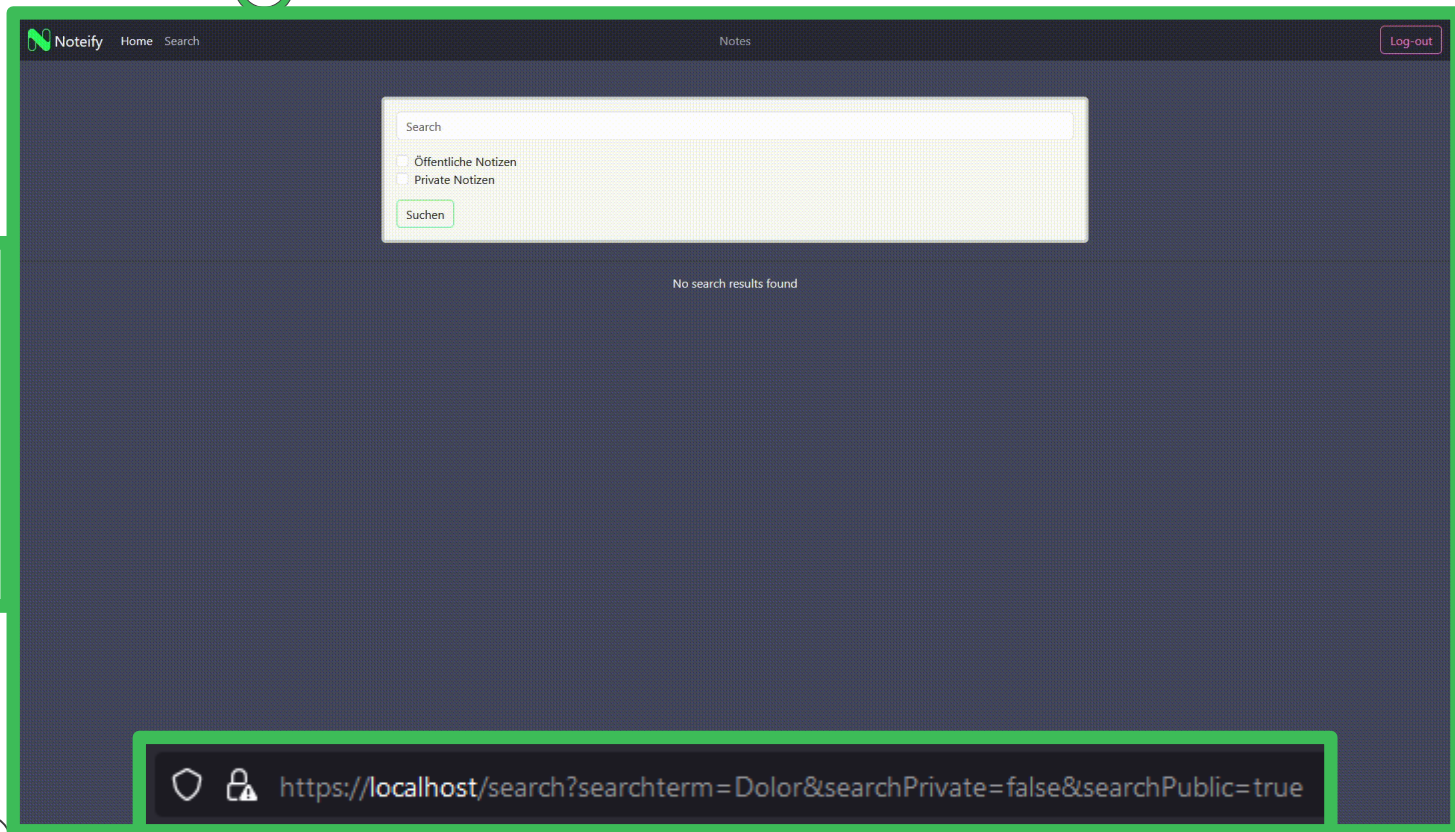 Noteify Home Search Notes Log-out
Search
Öffentliche Notizen
Private Notizen
Suchen
No search results found
https://localhost/search?searchterm=Dolor&searchPrivate=false&searchPublic=true